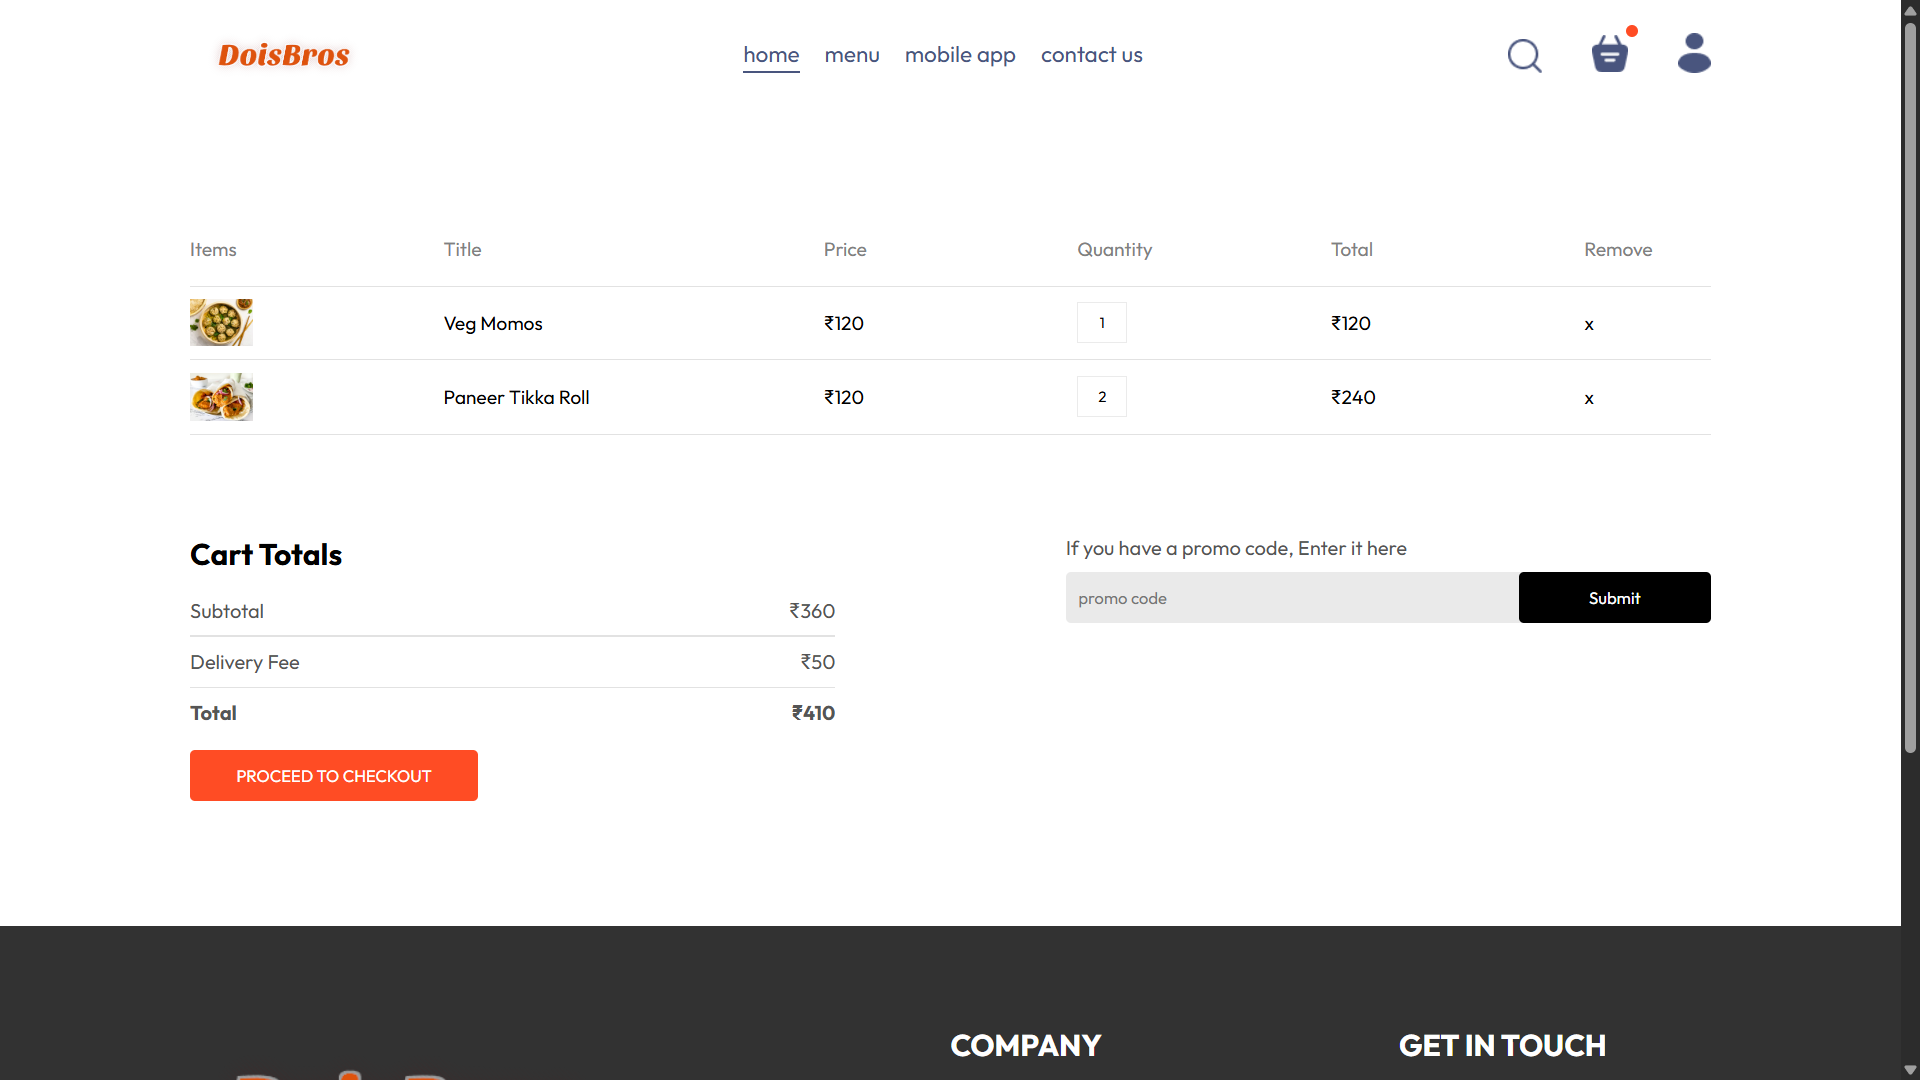 DoisBros
home menu mobile app contact us
Items Title Price Quantity Total Remove
Veg Momos ₹120 1 ₹120 x
Paneer Tikka Roll ₹120 2 ₹240 x
Cart Totals
Subtotal ₹360
Delivery Fee ₹50
Total ₹410
PROCEED TO CHECKOUT
If you have a promo code, Enter it here
promo code Submit
COMPANY
GET IN TOUCH